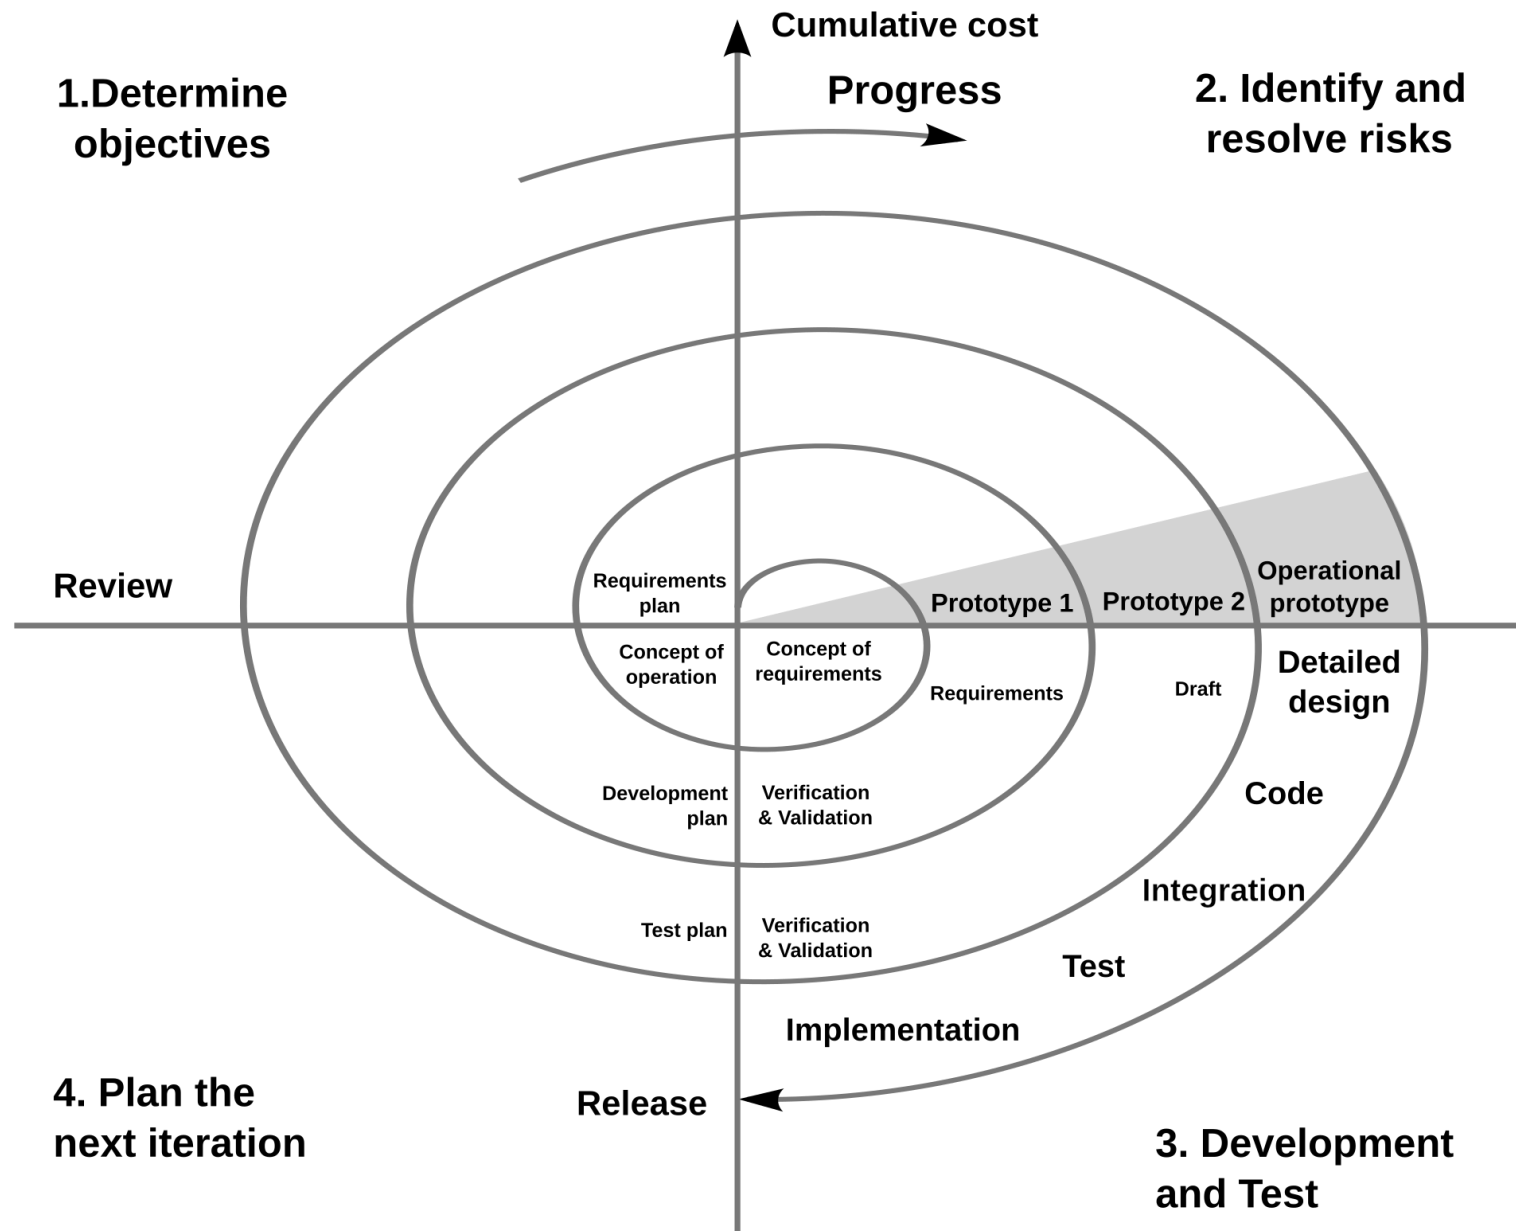 Cumulative cost
Progress
1.Determine
objectives
2. Identify and
resolve risks
Review
Requirements
plan
Prototype 1
Prototype 2
Operational
prototype
Concept of
operation
Concept of
requirements
Requirements
Draft
Detailed
design
Development
plan
Verification
& Validation
Code
Integration
Test plan
Verification
& Validation
Test
Implementation
Release
4. Plan the
next iteration
3. Development
and Test